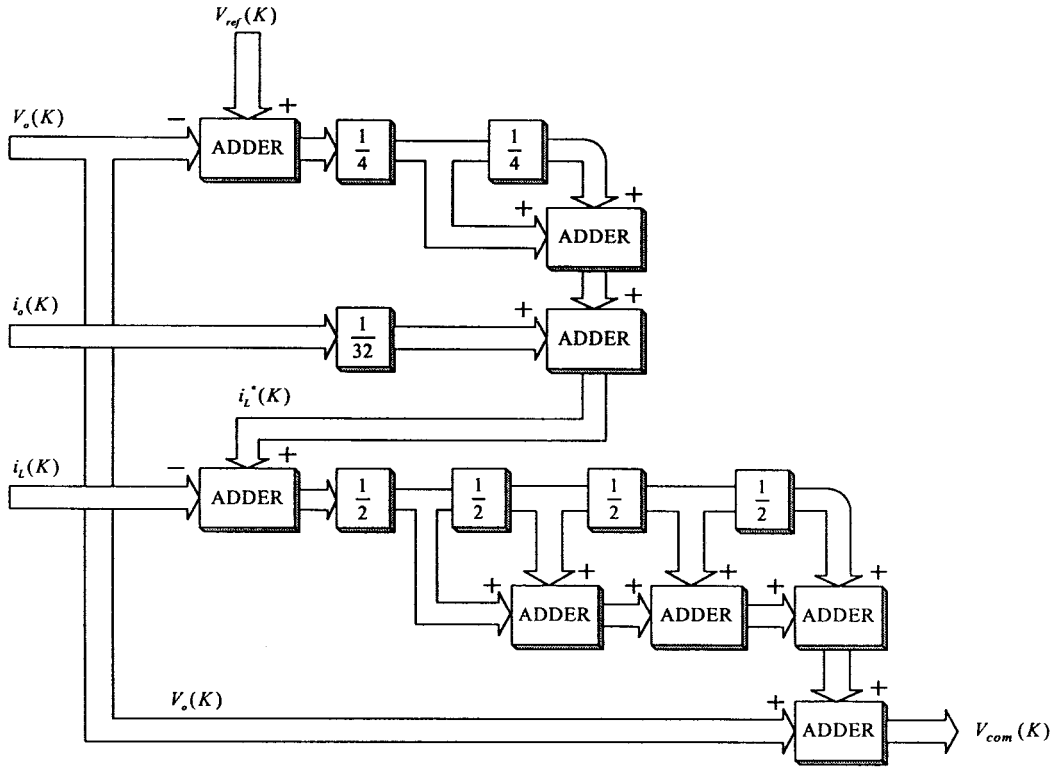 V_ref(K)
V_o(K)
−
+
ADDER
1/4
1/4
+
+
ADDER
i_o(K)
1/32
+
+
ADDER
i_L*(K)
i_L(K)
−
+
ADDER
1/2
1/2
1/2
1/2
+
+
ADDER
+
+
ADDER
+
+
ADDER
V_o(K)
+
+
ADDER
V_com(K)